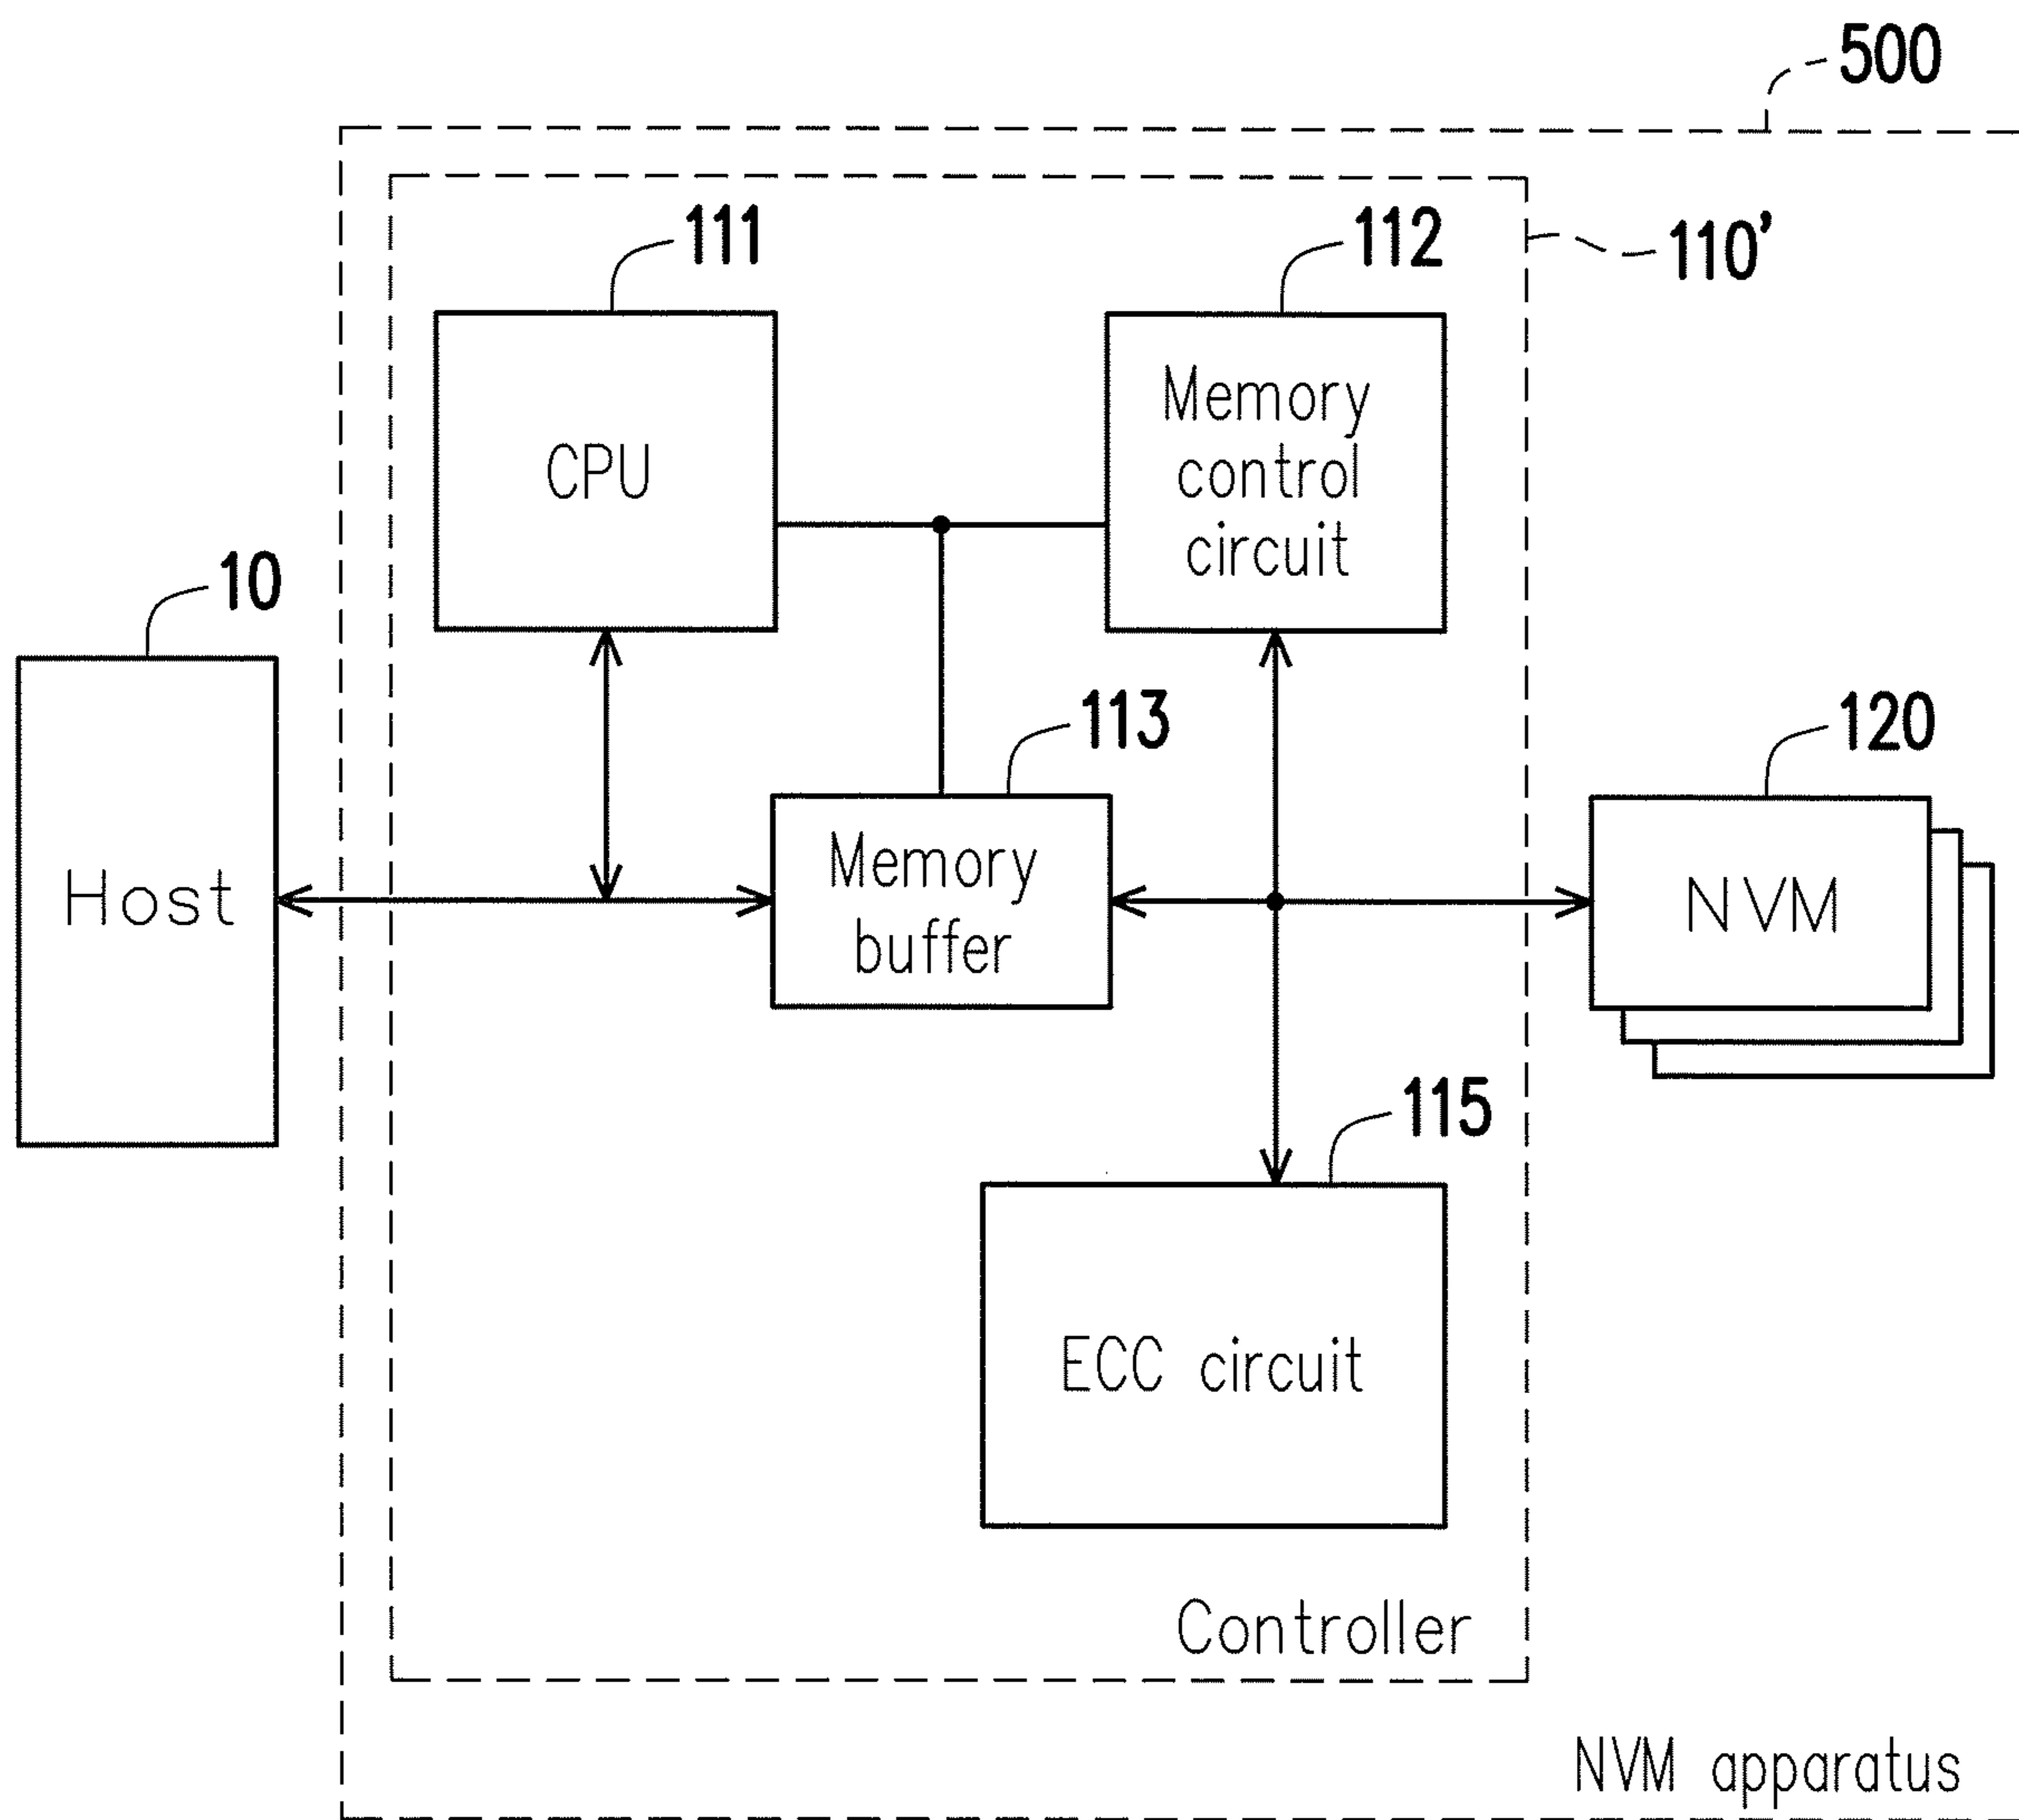 500
111
112
110'
CPU
Memory
control
circuit
10
113
120
Host
Memory
buffer
NVM
115
ECC circuit
Controller
NVM apparatus